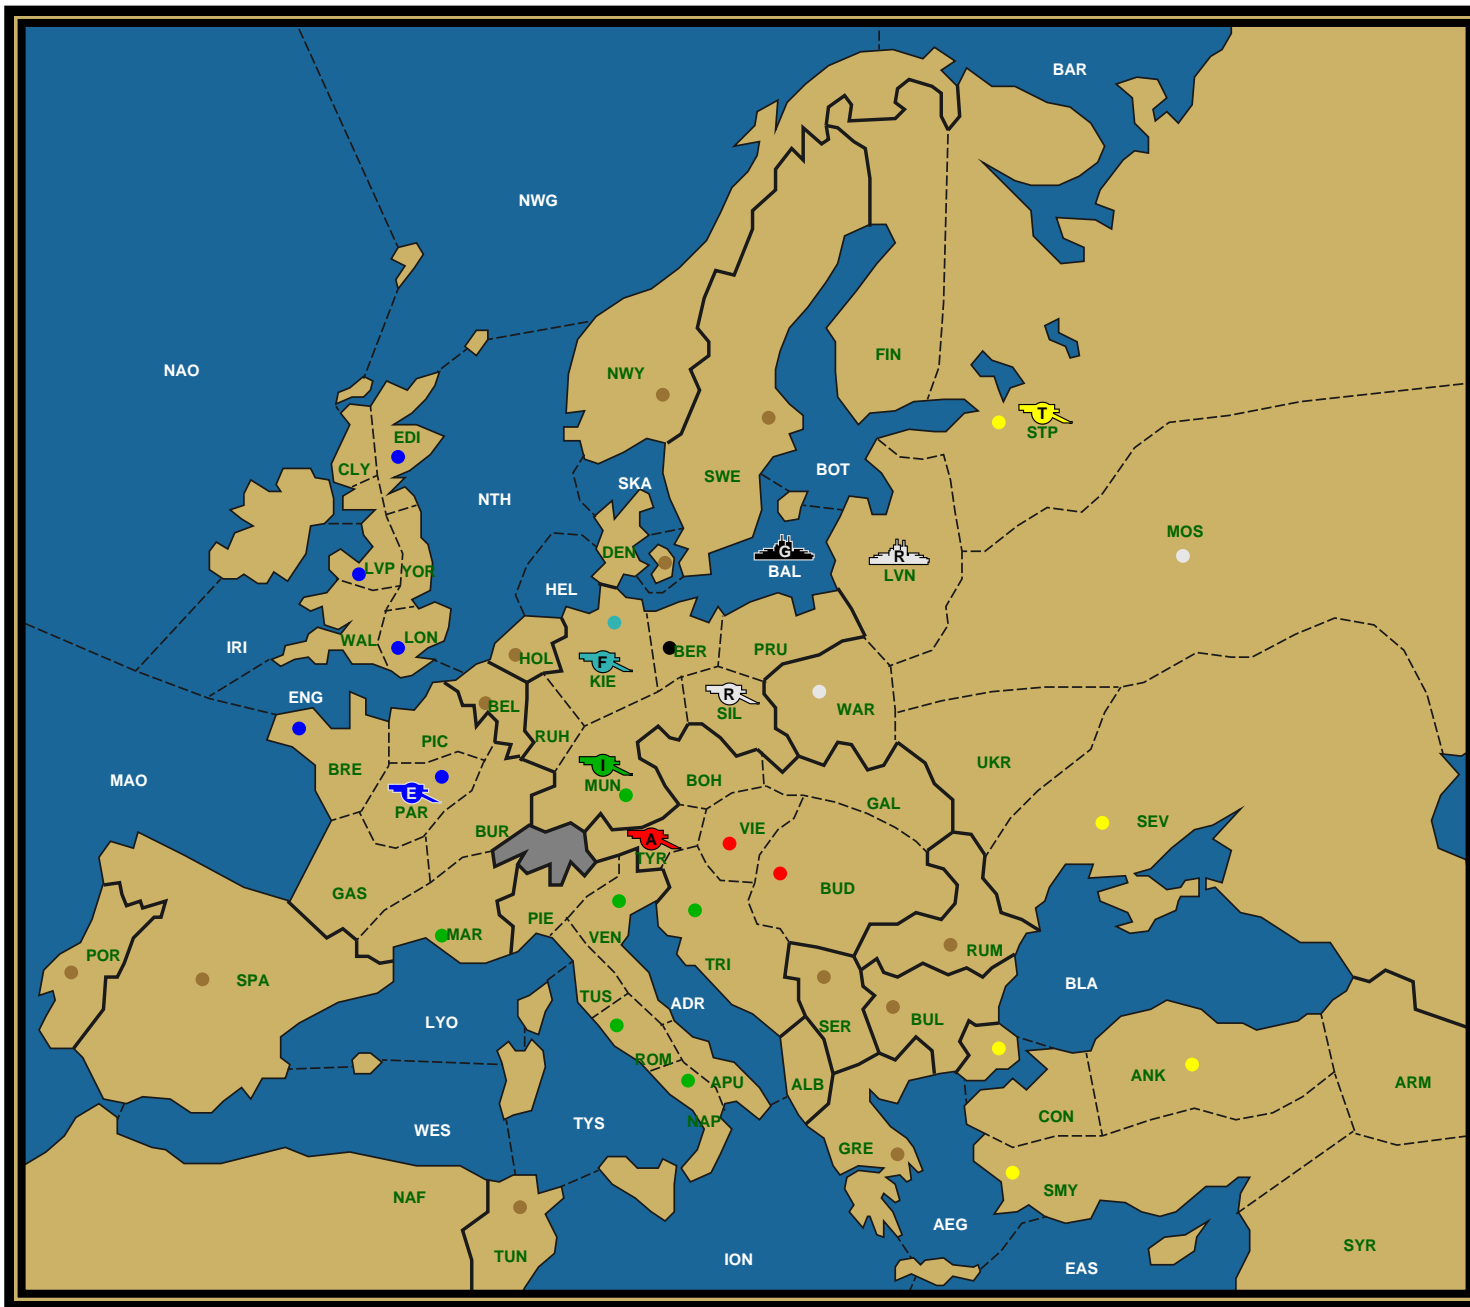 BAR
NWG
NAO
FIN
NWY
T
STP
EDI
CLY
SWE
BOT
SKA
NTH
MOS
DEN
G
BAL
R
LVN
LVP
YOR
HEL
IRI
WAL
LON
HOL
F
KIE
BER
PRU
R
SIL
WAR
ENG
BEL
PIC
RUH
BRE
UKR
MAO
I
MUN
BOH
GAL
E
PAR
BUR
A
TYR
VIE
SEV
GAS
BUD
MAR
PIE
VEN
TRI
RUM
POR
SPA
TUS
ADR
BLA
LYO
SER
BUL
ROM
APU
ALB
ANK
ARM
CON
WES
TYS
NAP
GRE
NAF
SMY
AEG
TUN
ION
EAS
SYR